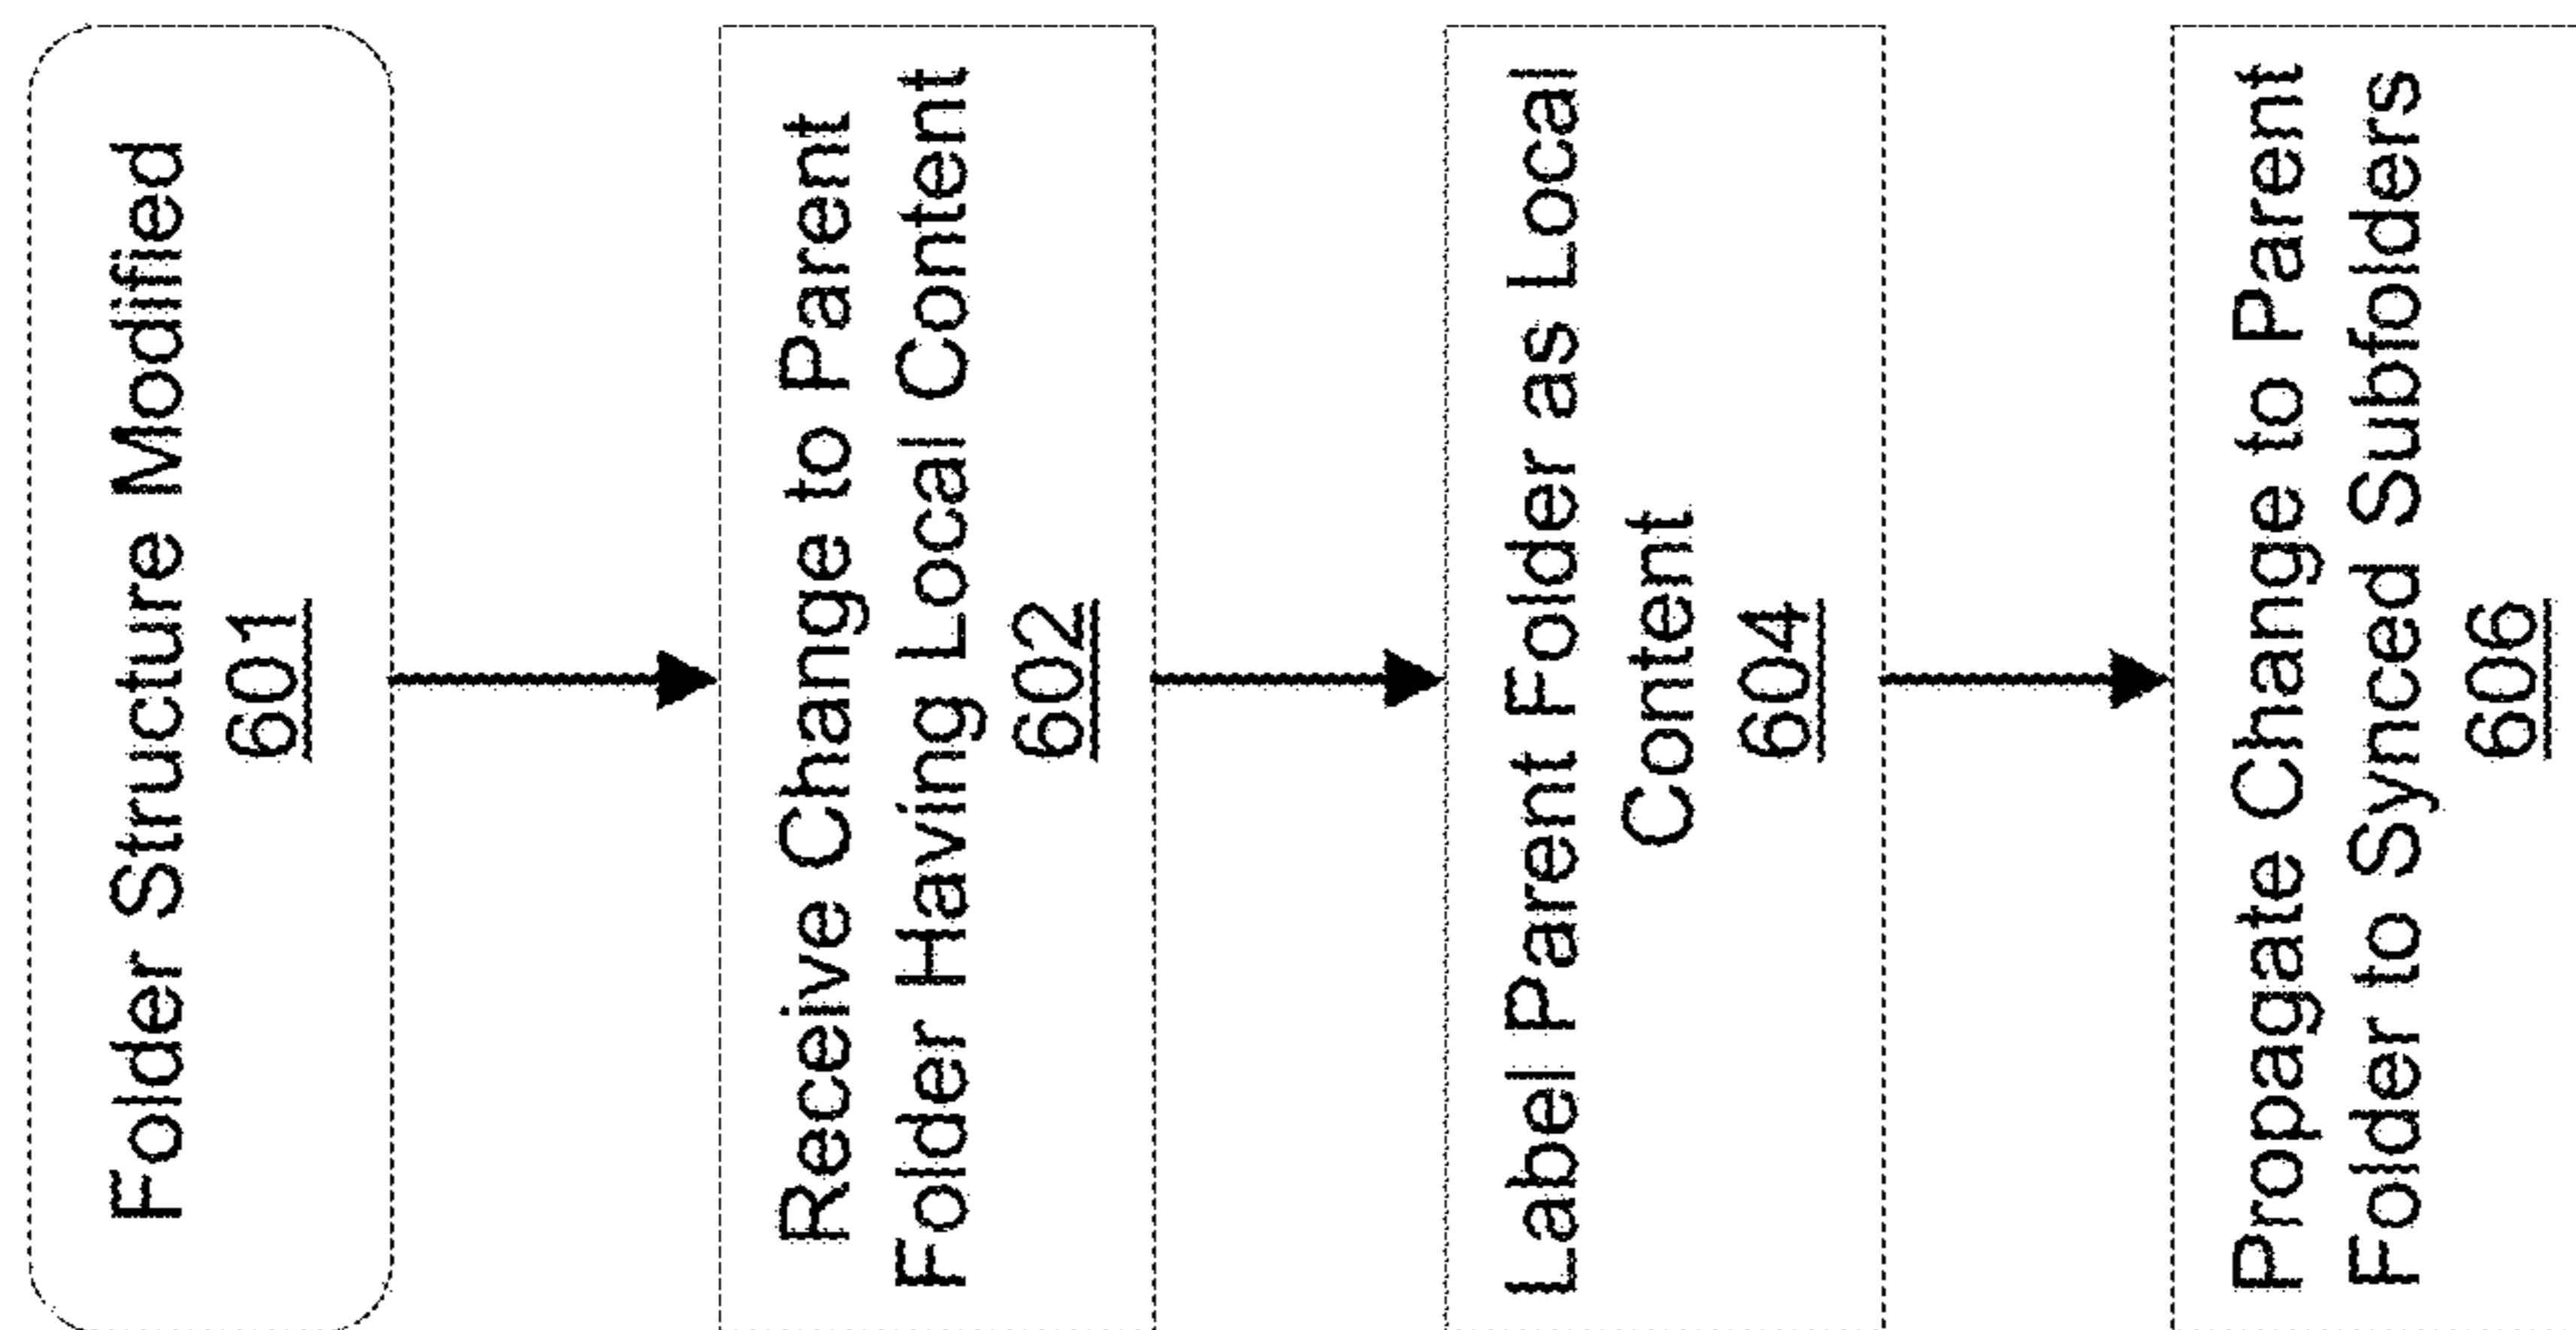 Folder Structure Modified
601
Receive Change to Parent
Folder Having Local Content
602
Label Parent Folder as Local
Content
604
Propagate Change to Parent
Folder to Synced Subfolders
606